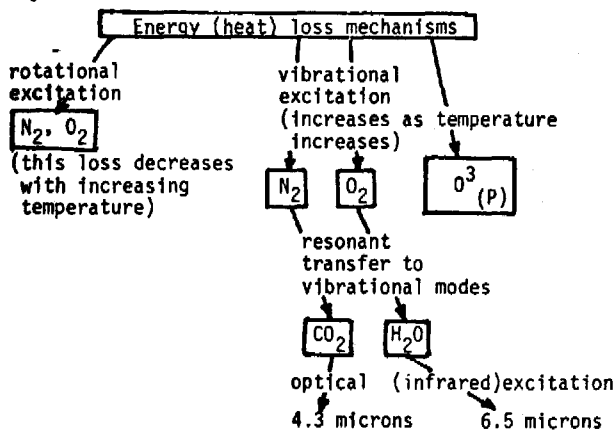 Energy (heat) loss mechanisms
rotational
excitation
N2, O2
(this loss decreases
with increasing
temperature)
vibrational
excitation
(increases as temperature
increases)
N2
O2
O3
(P)
resonant
transfer to
vibrational modes
CO2
H2O
optical (infrared)excitation
4.3 microns 6.5 microns